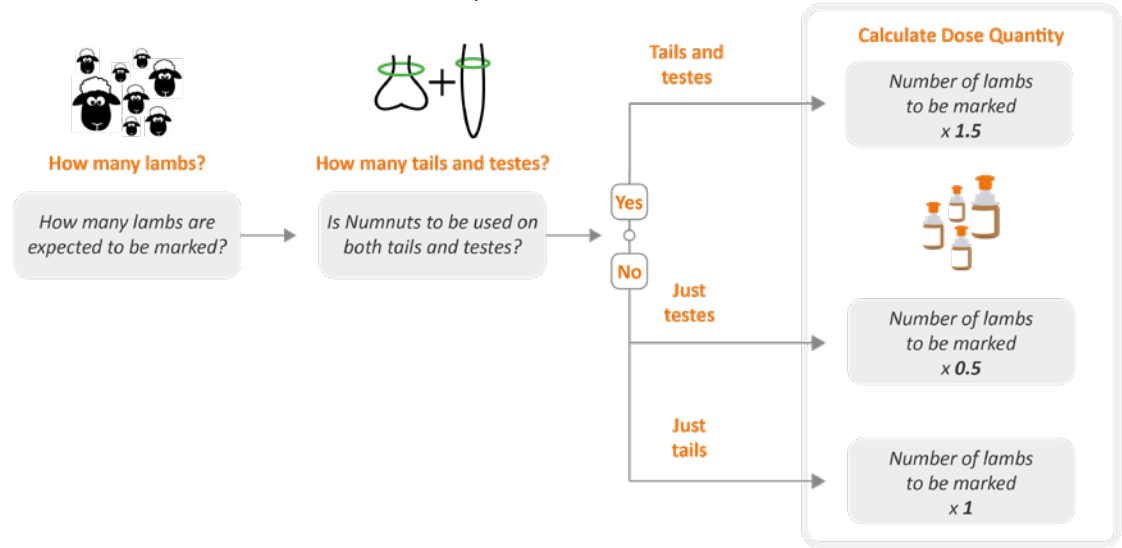 How many lambs?
How many lambs are
expected to be marked?
How many tails and testes?
Is Numnuts to be used on
both tails and testes?
Yes
No
Tails and
testes
Just
testes
Just
tails
Calculate Dose Quantity
Number of lambs
to be marked
x 1.5
Number of lambs
to be marked
x 0.5
Number of lambs
to be marked
x 1